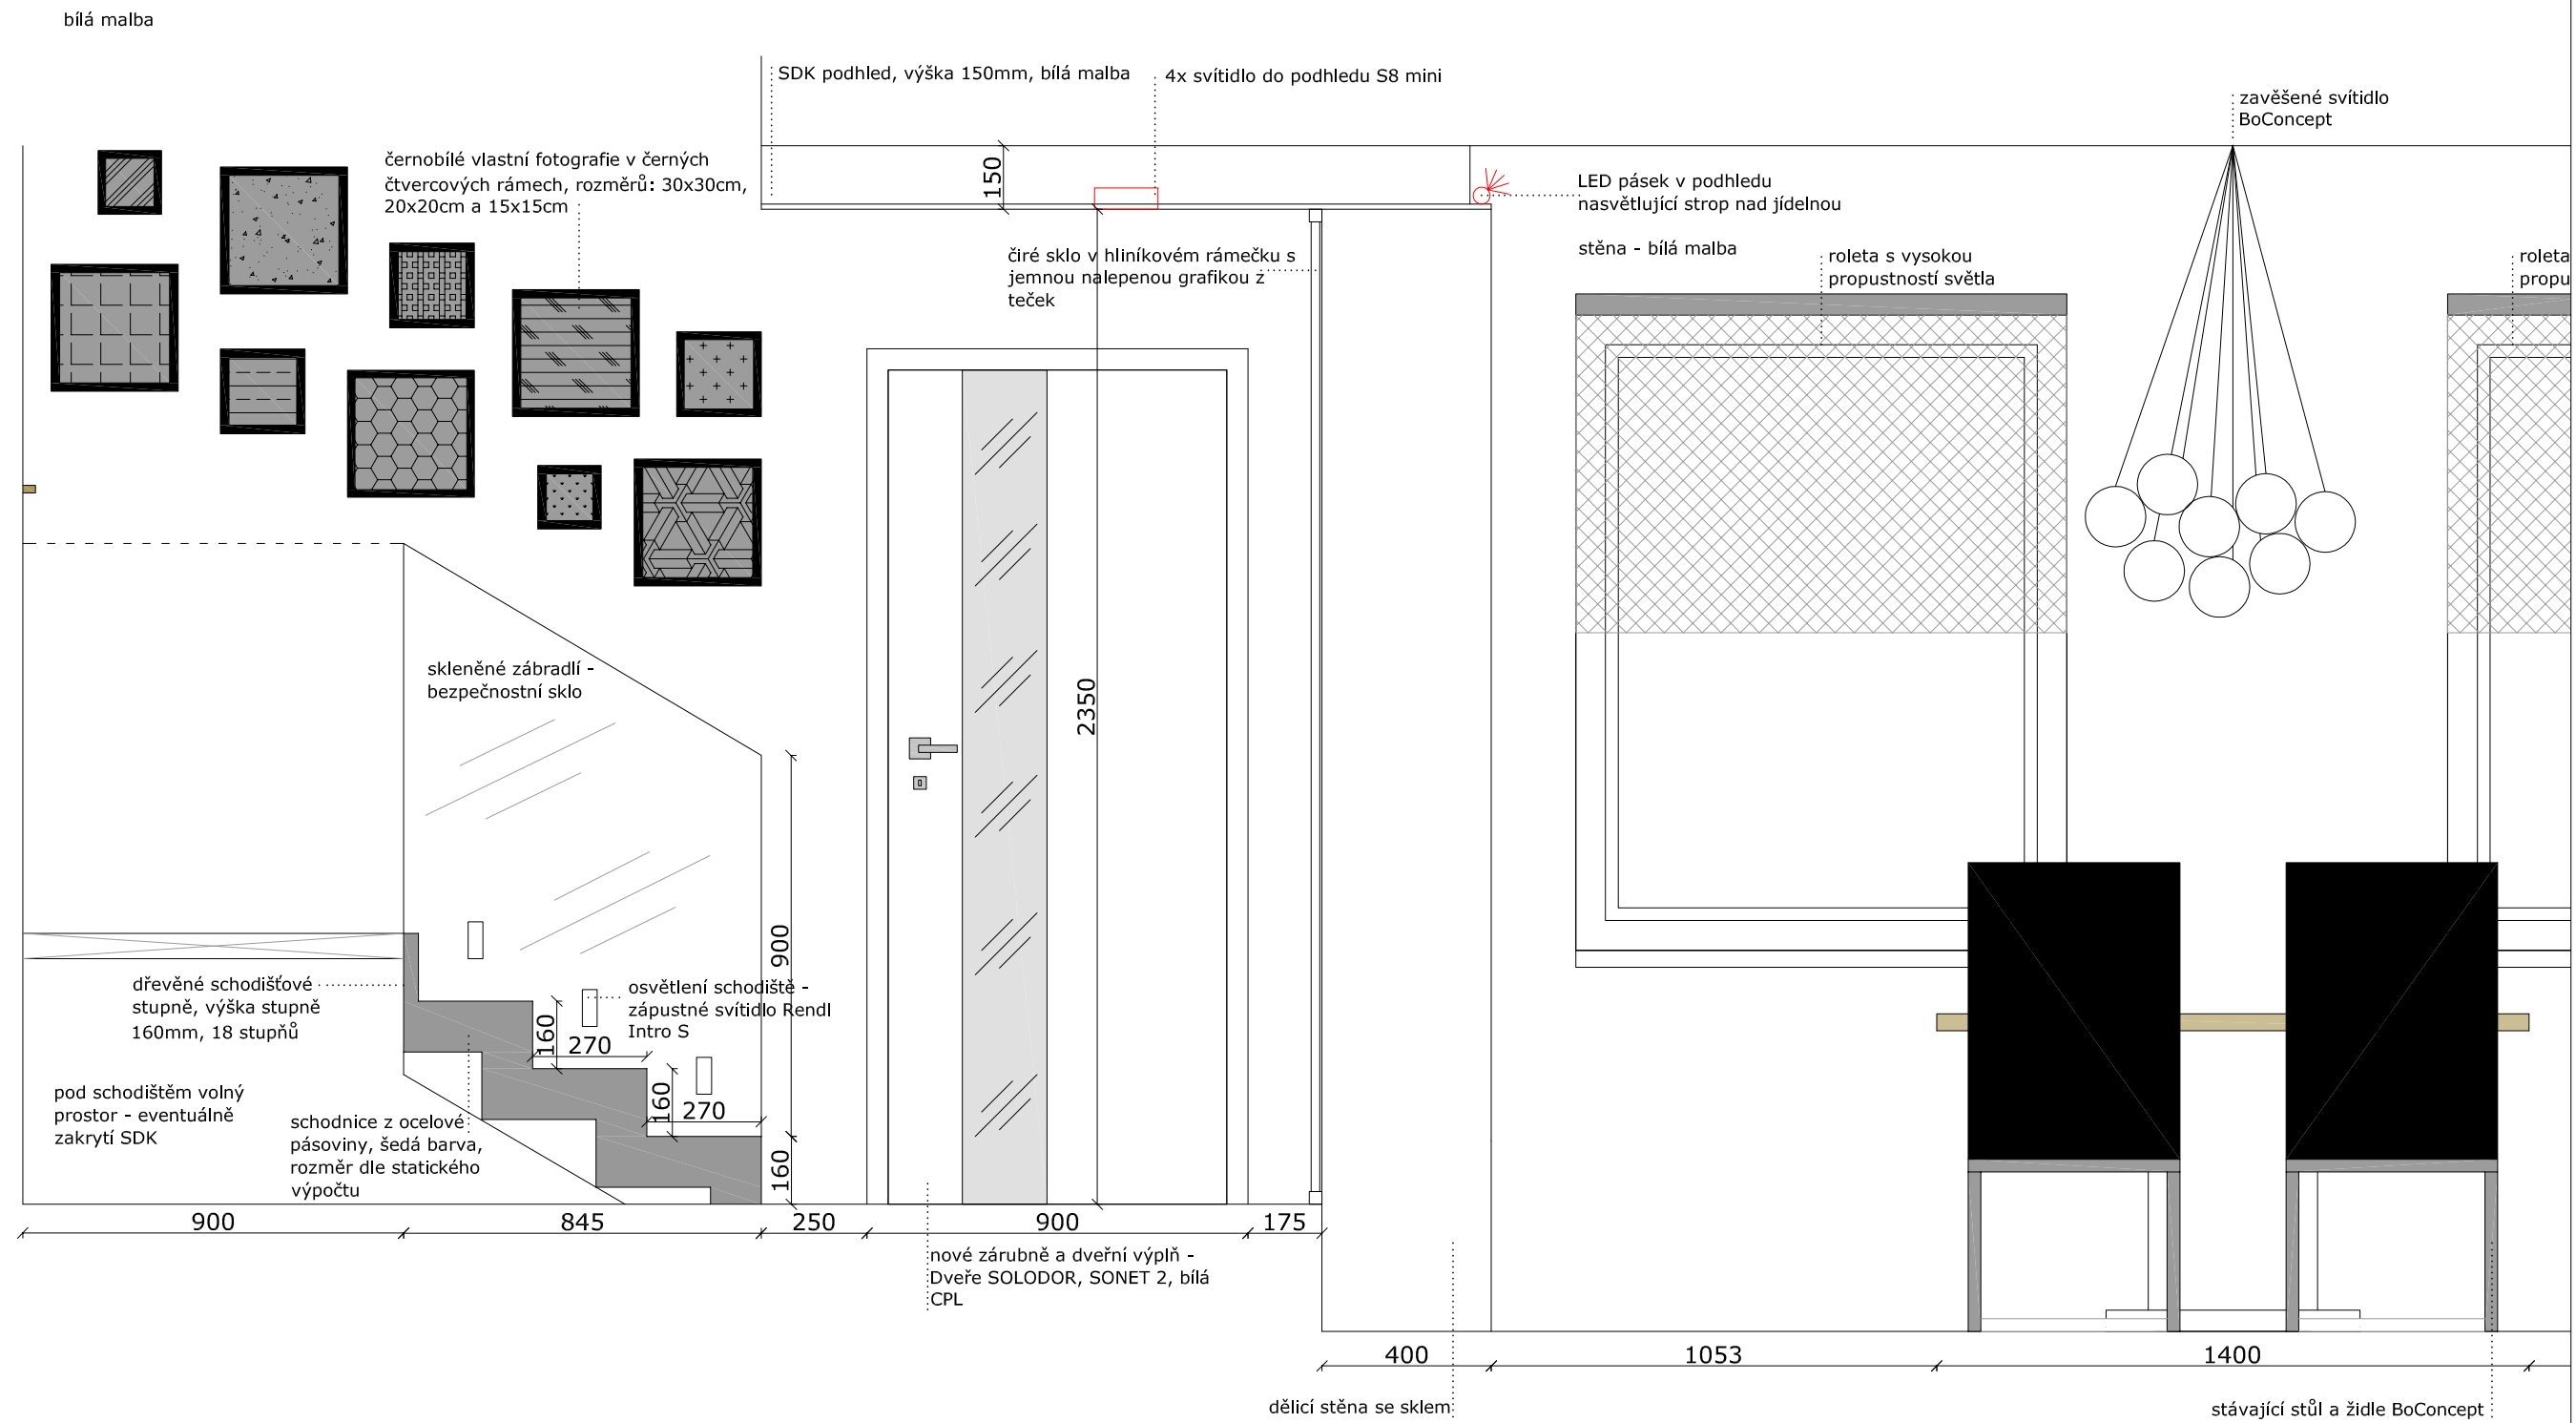 bílá malba
SDK podhled, výška 150mm, bílá malba
4x svítidlo do podhledu S8 mini
zavěšené svítidlo
BoConcept
černobílé vlastní fotografie v černých
čtvercových rámech, rozměrů: 30x30cm,
20x20cm a 15x15cm
150
LED pásek v podhledu
nasvětlující strop nad jídelnou
čiré sklo v hliníkovém rámečku s
jemnou nalepenou grafikou z
teček
stěna - bílá malba
roleta s vysokou
propustností světla
roleta
propu
skleněné zábradlí -
bezpečnostní sklo
2350
900
dřevěné schodišťové
stupně, výška stupně
160mm, 18 stupňů
osvětlení schodiště -
zápustné svítidlo Rendl
Intro S
160
270
160
270
160
pod schodištěm volný
prostor - eventuálně
zakrytí SDK
schodnice z ocelové
pásoviny, šedá barva,
rozměr dle statického
výpočtu
900
845
250
900
175
nové zárubně a dveřní výplň -
Dveře SOLODOR, SONET 2, bílá
CPL
400
1053
1400
dělicí stěna se sklem
stávající stůl a židle BoConcept